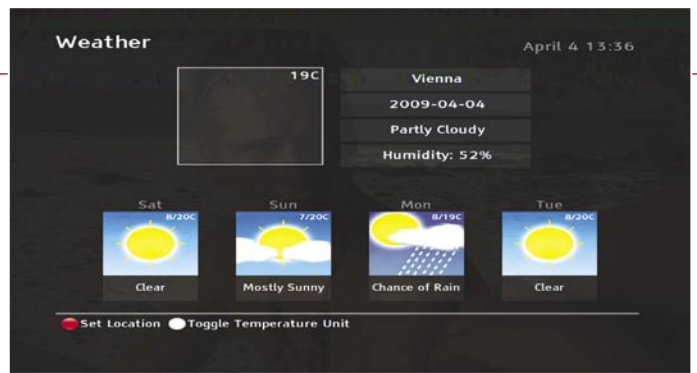 Weather
April 4 13:36
19C
Vienna
2009-04-04
Partly Cloudy
Humidity: 52%
Sat
Sun
Mon
Tue
8/20C
7/20C
8/19C
8/20C
Clear
Mostly Sunny
Chance of Rain
Clear
Set Location Toggle Temperature Unit